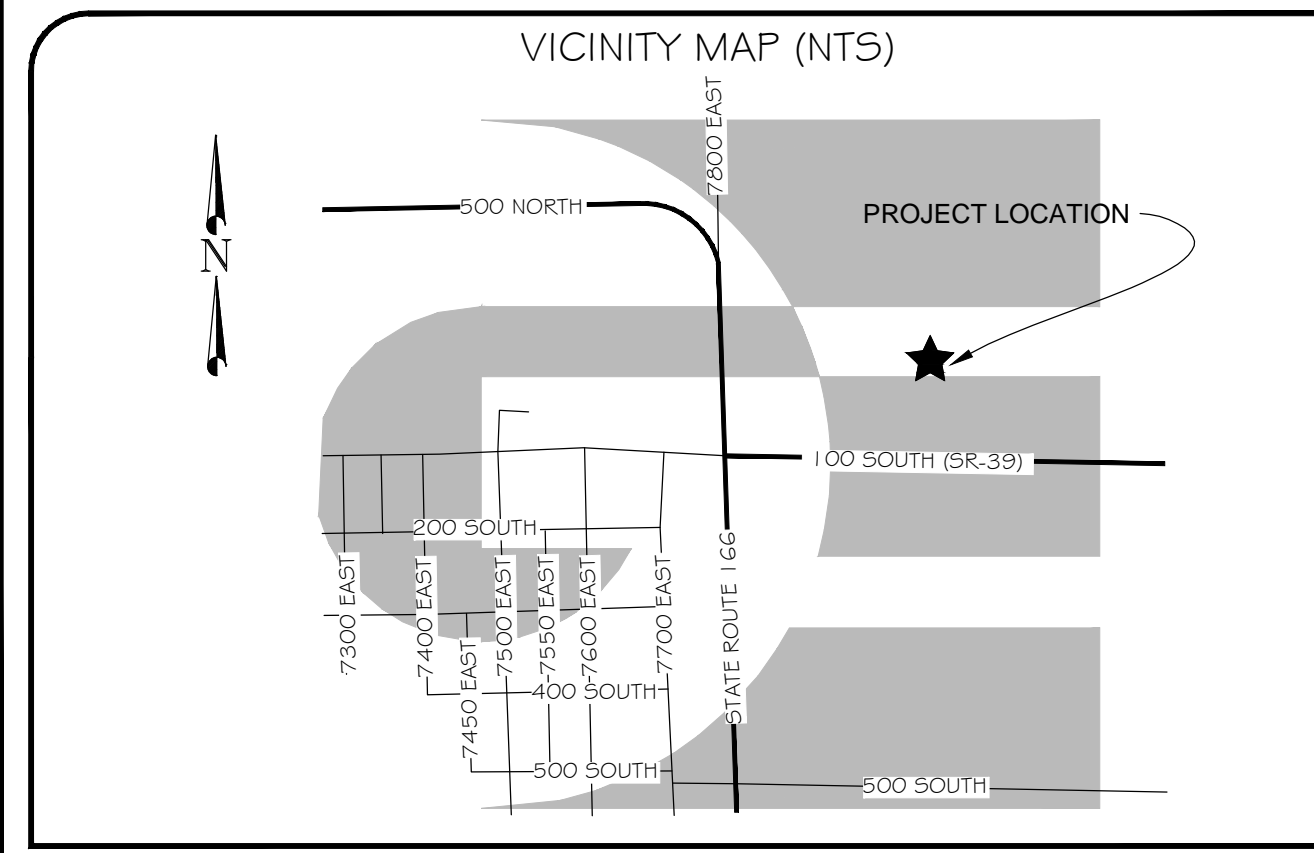 VICINITY MAP (NTS)
7800 EAST
500 NORTH
PROJECT LOCATION
N
100 SOUTH (SR-39)
200 SOUTH
STATE ROUTE 166
7300 EAST
7400 EAST
7500 EAST
7550 EAST
7600 EAST
7700 EAST
7450 EAST
400 SOUTH
500 SOUTH
500 SOUTH